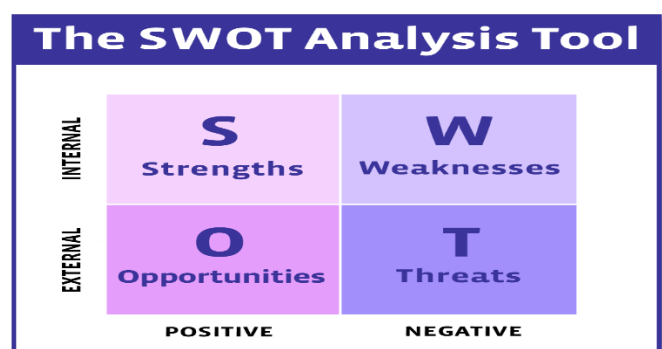 The SWOT Analysis Tool
INTERNAL
S
Strengths
W
Weaknesses
EXTERNAL
O
Opportunities
T
Threats
POSITIVE
NEGATIVE